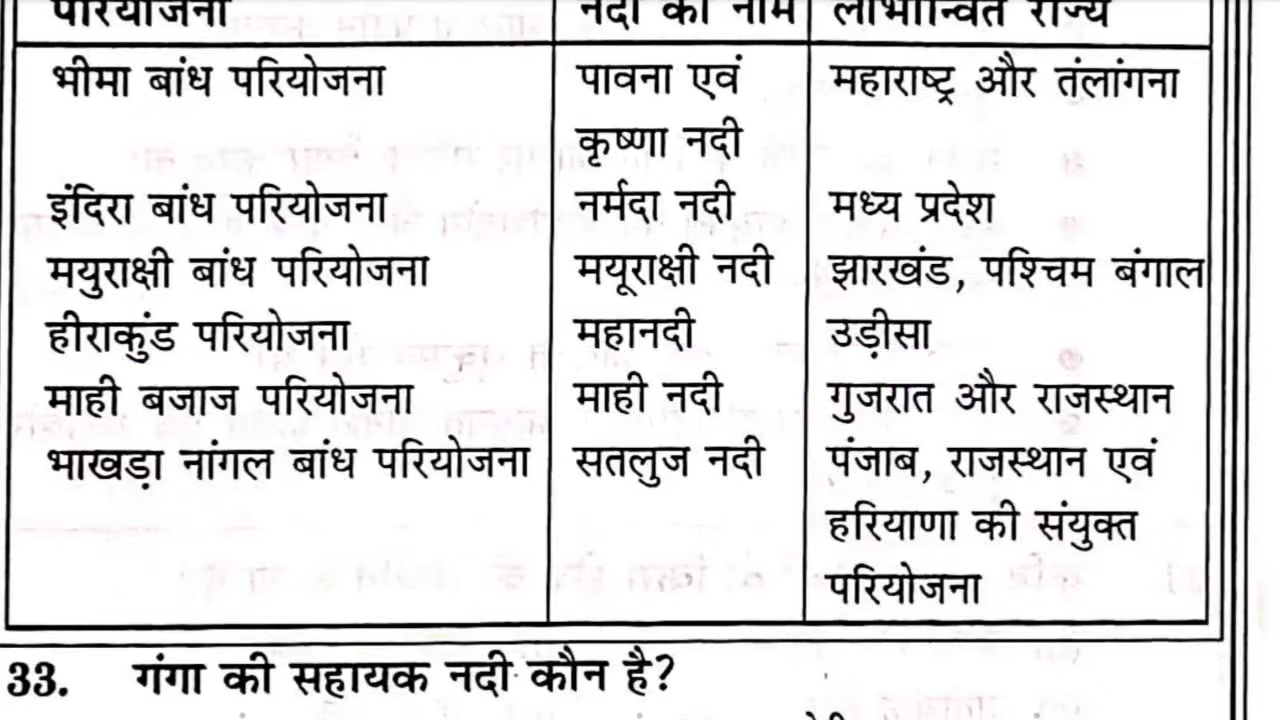 परियोजना नदी का नाम लाभान्वित राज्य
भीमा बांध परियोजना पावना एवं महाराष्ट्र और तंलांगना
कृष्णा नदी
इंदिरा बांध परियोजना नर्मदा नदी मध्य प्रदेश
मयुराक्षी बांध परियोजना मयूराक्षी नदी झारखंड, पश्चिम बंगाल
हीराकुंड परियोजना महानदी उड़ीसा
माही बजाज परियोजना माही नदी गुजरात और राजस्थान
भाखड़ा नांगल बांध परियोजना सतलुज नदी पंजाब, राजस्थान एवं
हरियाणा की संयुक्त
परियोजना
33. गंगा की सहायक नदी कौन है?